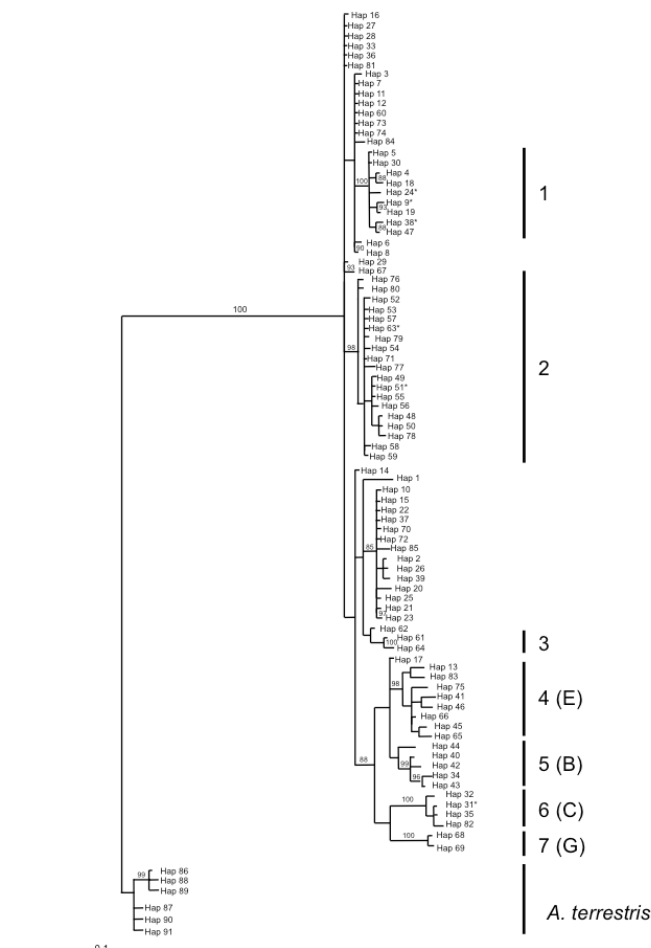 Hap 16
Hap 27
Hap 28
Hap 33
Hap 36
Hap 81
Hap 3
Hap 7
Hap 11
Hap 12
Hap 60
Hap 73
Hap 74
Hap 84
Hap 5
Hap 30
Hap 4
88
Hap 18
100
Hap 24*
Hap 9*
93
Hap 19
Hap 38*
88
Hap 47
1
Hap 6
90
Hap 8
Hap 29
93
Hap 67
Hap 76
Hap 80
Hap 52
Hap 53
100
Hap 57
Hap 63*
Hap 79
98
Hap 54
Hap 71
Hap 77
2
Hap 49
Hap 51*
Hap 55
Hap 56
Hap 48
Hap 50
Hap 78
Hap 58
Hap 59
Hap 14
Hap 1
Hap 10
Hap 15
Hap 22
Hap 37
Hap 70
Hap 72
85
Hap 85
Hap 2
Hap 26
Hap 39
Hap 20
Hap 25
Hap 21
Hap 23
Hap 62
Hap 61
100
Hap 64
3
Hap 17
Hap 13
Hap 83
98
Hap 75
Hap 41
Hap 46
4 (E)
Hap 66
Hap 45
Hap 65
Hap 44
Hap 40
88
99
Hap 42
5 (B)
96
Hap 34
Hap 43
Hap 32
100
Hap 31*
Hap 35
6 (C)
Hap 82
100
Hap 68
7 (G)
Hap 69
Hap 86
99
Hap 88
Hap 89
Hap 87
A. terrestris
Hap 90
Hap 91
0.1